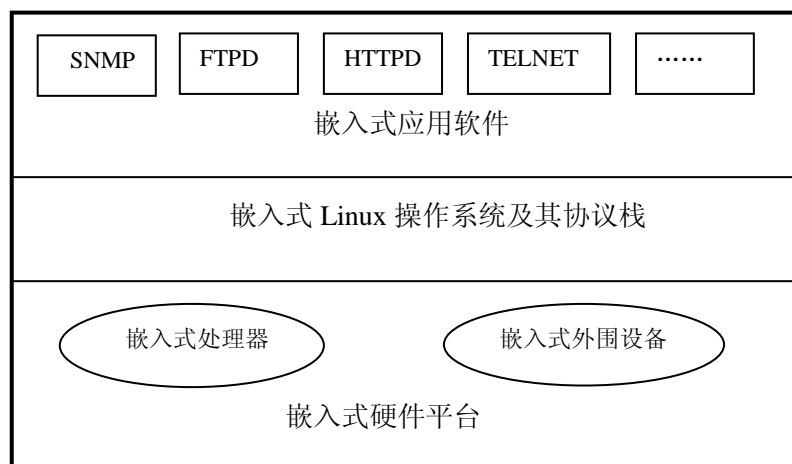 SNMP FTPD HTTPD TELNET ……
嵌入式应用软件
嵌入式 Linux 操作系统及其协议栈
嵌入式处理器 嵌入式外围设备
嵌入式硬件平台